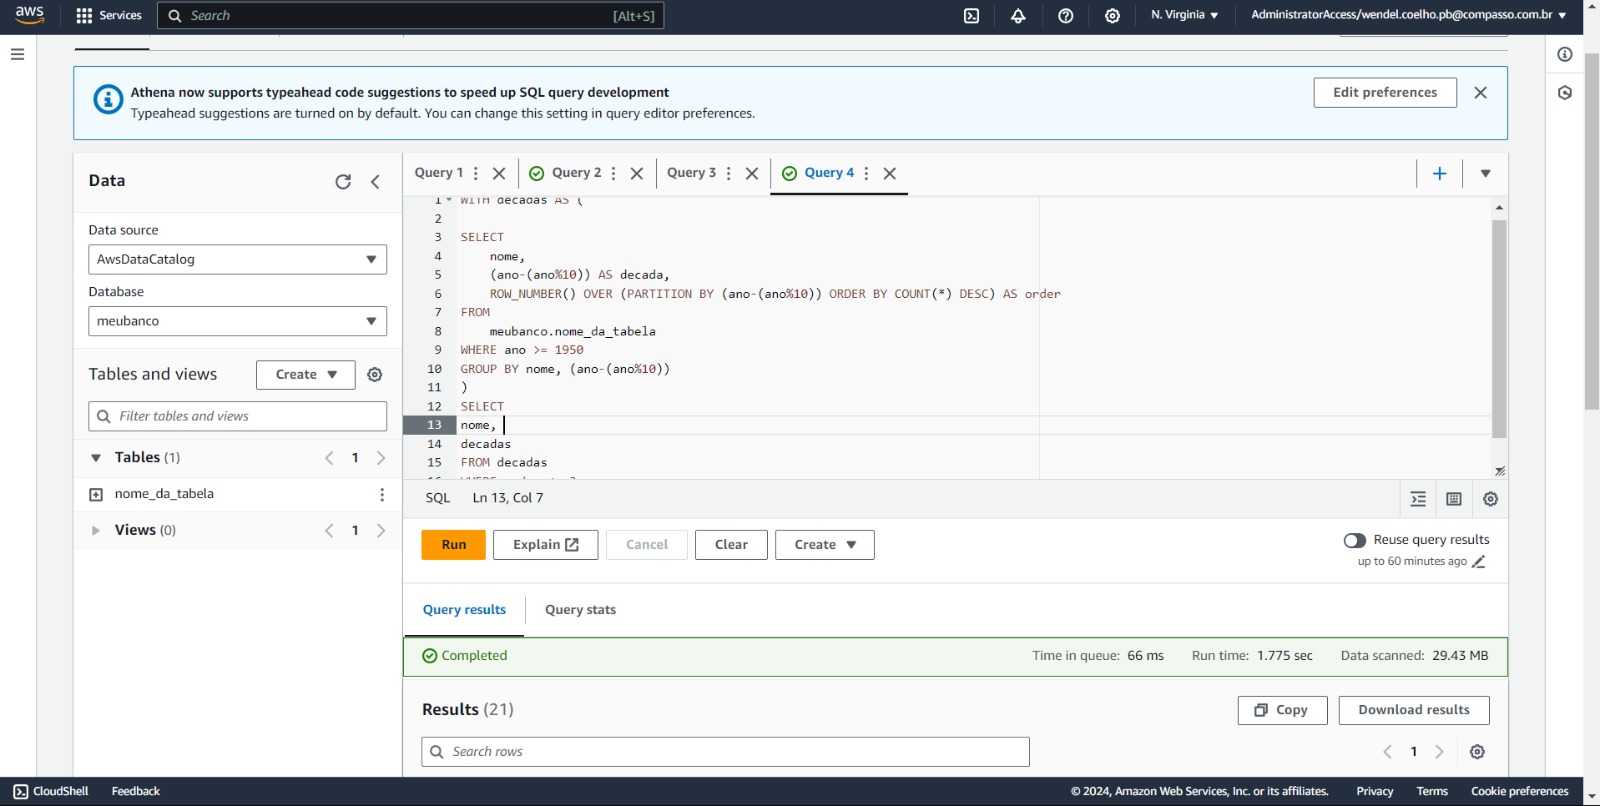 aws
Services
Search
[Alt+S]
N. Virginia
AdministratorAccess/wendel.coelho.pb@compasso.com.br
Athena now supports typeahead code suggestions to speed up SQL query development
Typeahead suggestions are turned on by default. You can change this setting in query editor preferences.
Edit preferences
Data
Data source
AwsDataCatalog
Database
meubanco
Tables and views
Create
Filter tables and views
Tables (1)
1
nome_da_tabela
Views (0)
1
Query 1
Query 2
Query 3
Query 4
1 WITH decadas AS (
2
3 SELECT
4 nome,
5 (ano-(ano%10)) AS decada,
6 ROW_NUMBER() OVER (PARTITION BY (ano-(ano%10)) ORDER BY COUNT(*) DESC) AS order
7 FROM
8 meubanco.nome_da_tabela
9 WHERE ano >= 1950
10 GROUP BY nome, (ano-(ano%10))
11 )
12 SELECT
13 nome,
14 decadas
15 FROM decadas
SQL Ln 13, Col 7
Run
Explain
Cancel
Clear
Create
Reuse query results
up to 60 minutes ago
Query results
Query stats
Completed
Time in queue: 66 ms
Run time: 1.775 sec
Data scanned: 29.43 MB
Results (21)
Copy
Download results
Search rows
1
CloudShell
Feedback
© 2024, Amazon Web Services, Inc. or its affiliates.
Privacy
Terms
Cookie preferences